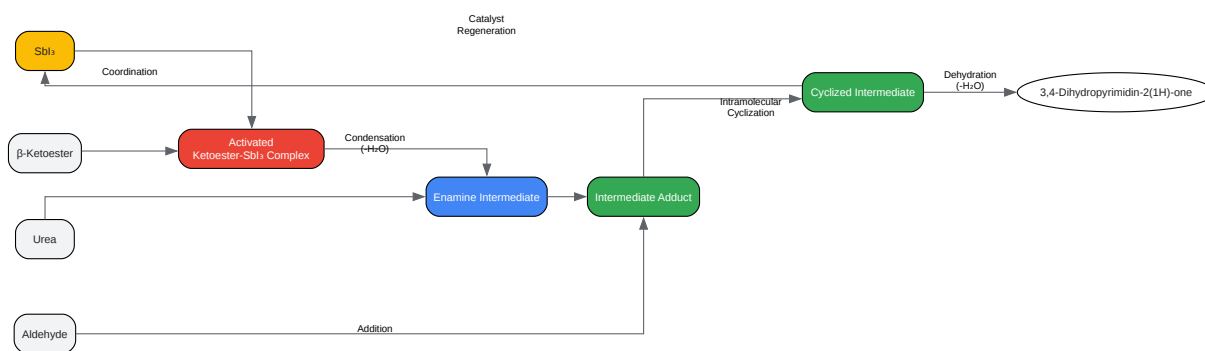 Catalyst
Regeneration
SbI₃
Coordination
Dehydration
(-H₂O)
Cyclized Intermediate
3,4-Dihydropyrimidin-2(1H)-one
Intramolecular
Cyclization
Activated
Ketoester-SbI₃ Complex
Condensation
(-H₂O)
β-Ketoester
Enamine Intermediate
Intermediate Adduct
Urea
Addition
Aldehyde